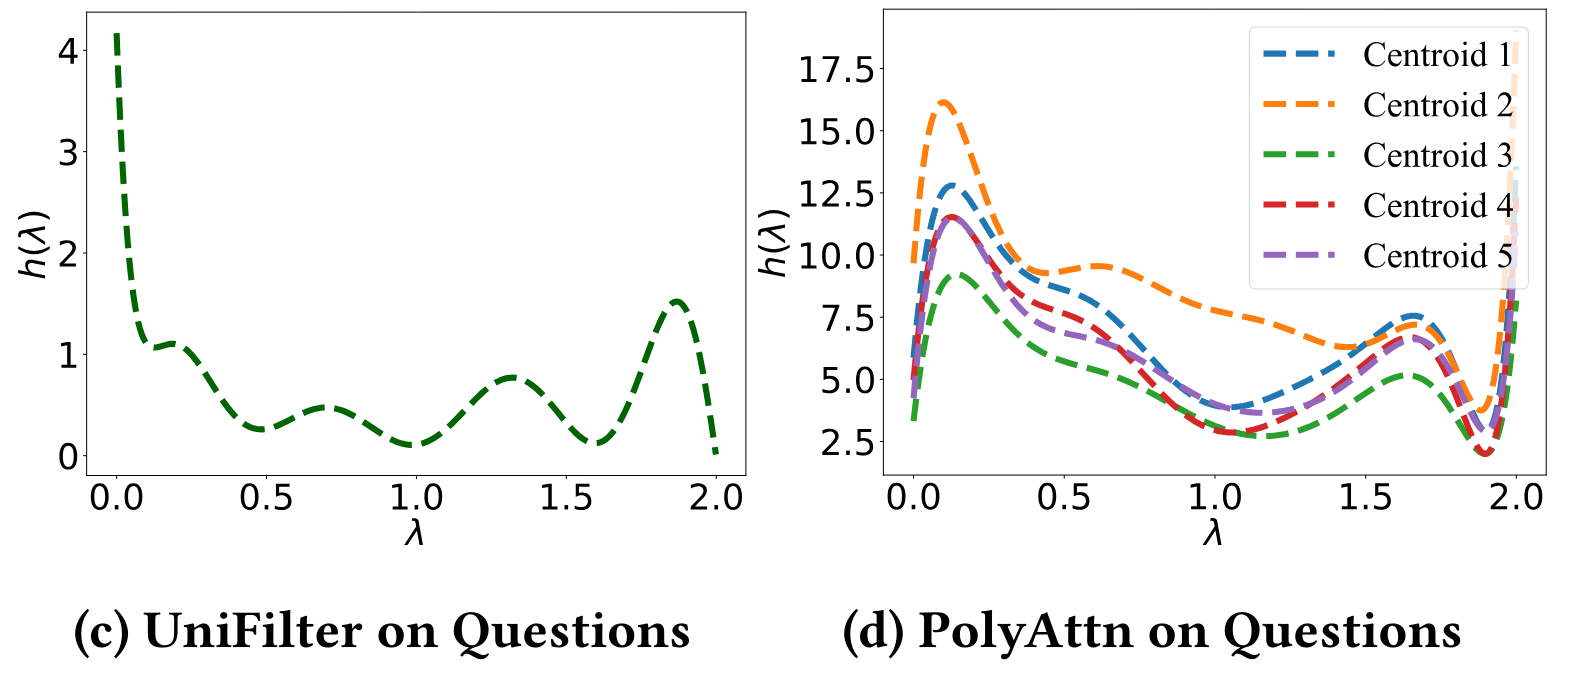 4
3
2
1
0
h(λ)
0.0 0.5 1.0 1.5 2.0
λ
(c) UniFilter on Questions
17.5
15.0
12.5
10.0
7.5
5.0
2.5
h(λ)
Centroid 1
Centroid 2
Centroid 3
Centroid 4
Centroid 5
0.0 0.5 1.0 1.5 2.0
λ
(d) PolyAttn on Questions